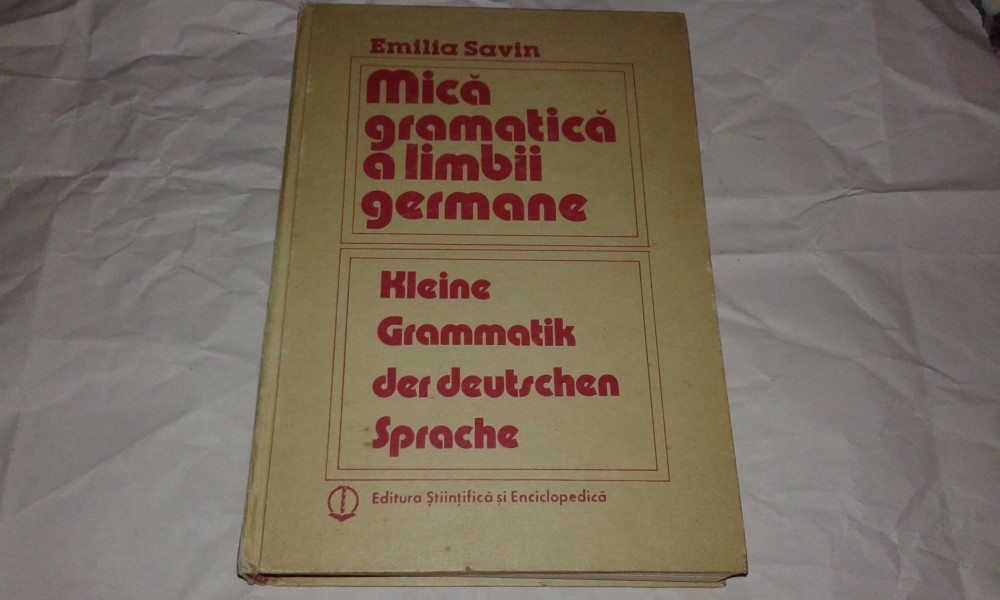 Emilia Savin
Mică
gramatică
a limbii
germane
Kleine
Grammatik
der deutschen
Sprache
Editura Științifică și Enciclopedică